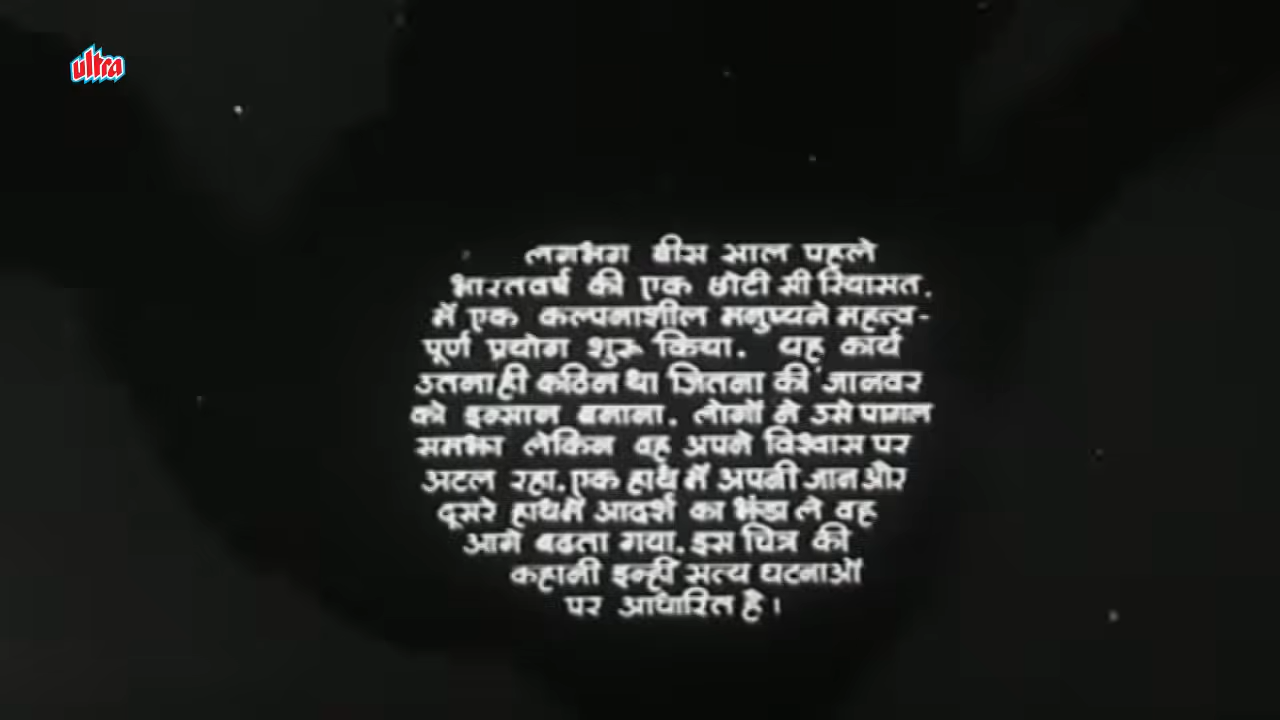 ultra
लगभग बीस साल पहले
भारतवर्ष की एक छोटी सी रियासत.
में एक कल्पनाशील मनुष्यने महत्व-
पूर्ण प्रयोग शुरू किया. यह कार्य
उतनाही कठिन था जितना की जानवर
को इन्सान बनाना. लोगों ने उसे पागल
समझा लेकिन वह अपने विश्वास पर
अटल रहा. एक हाथ में अपनी जान और
दूसरे हाथमें आदर्श का झंडा ले वह
आगे बढता गया. इस चित्र की
कहानी इन्हीं सत्य घटनाओं
पर आधारित है।